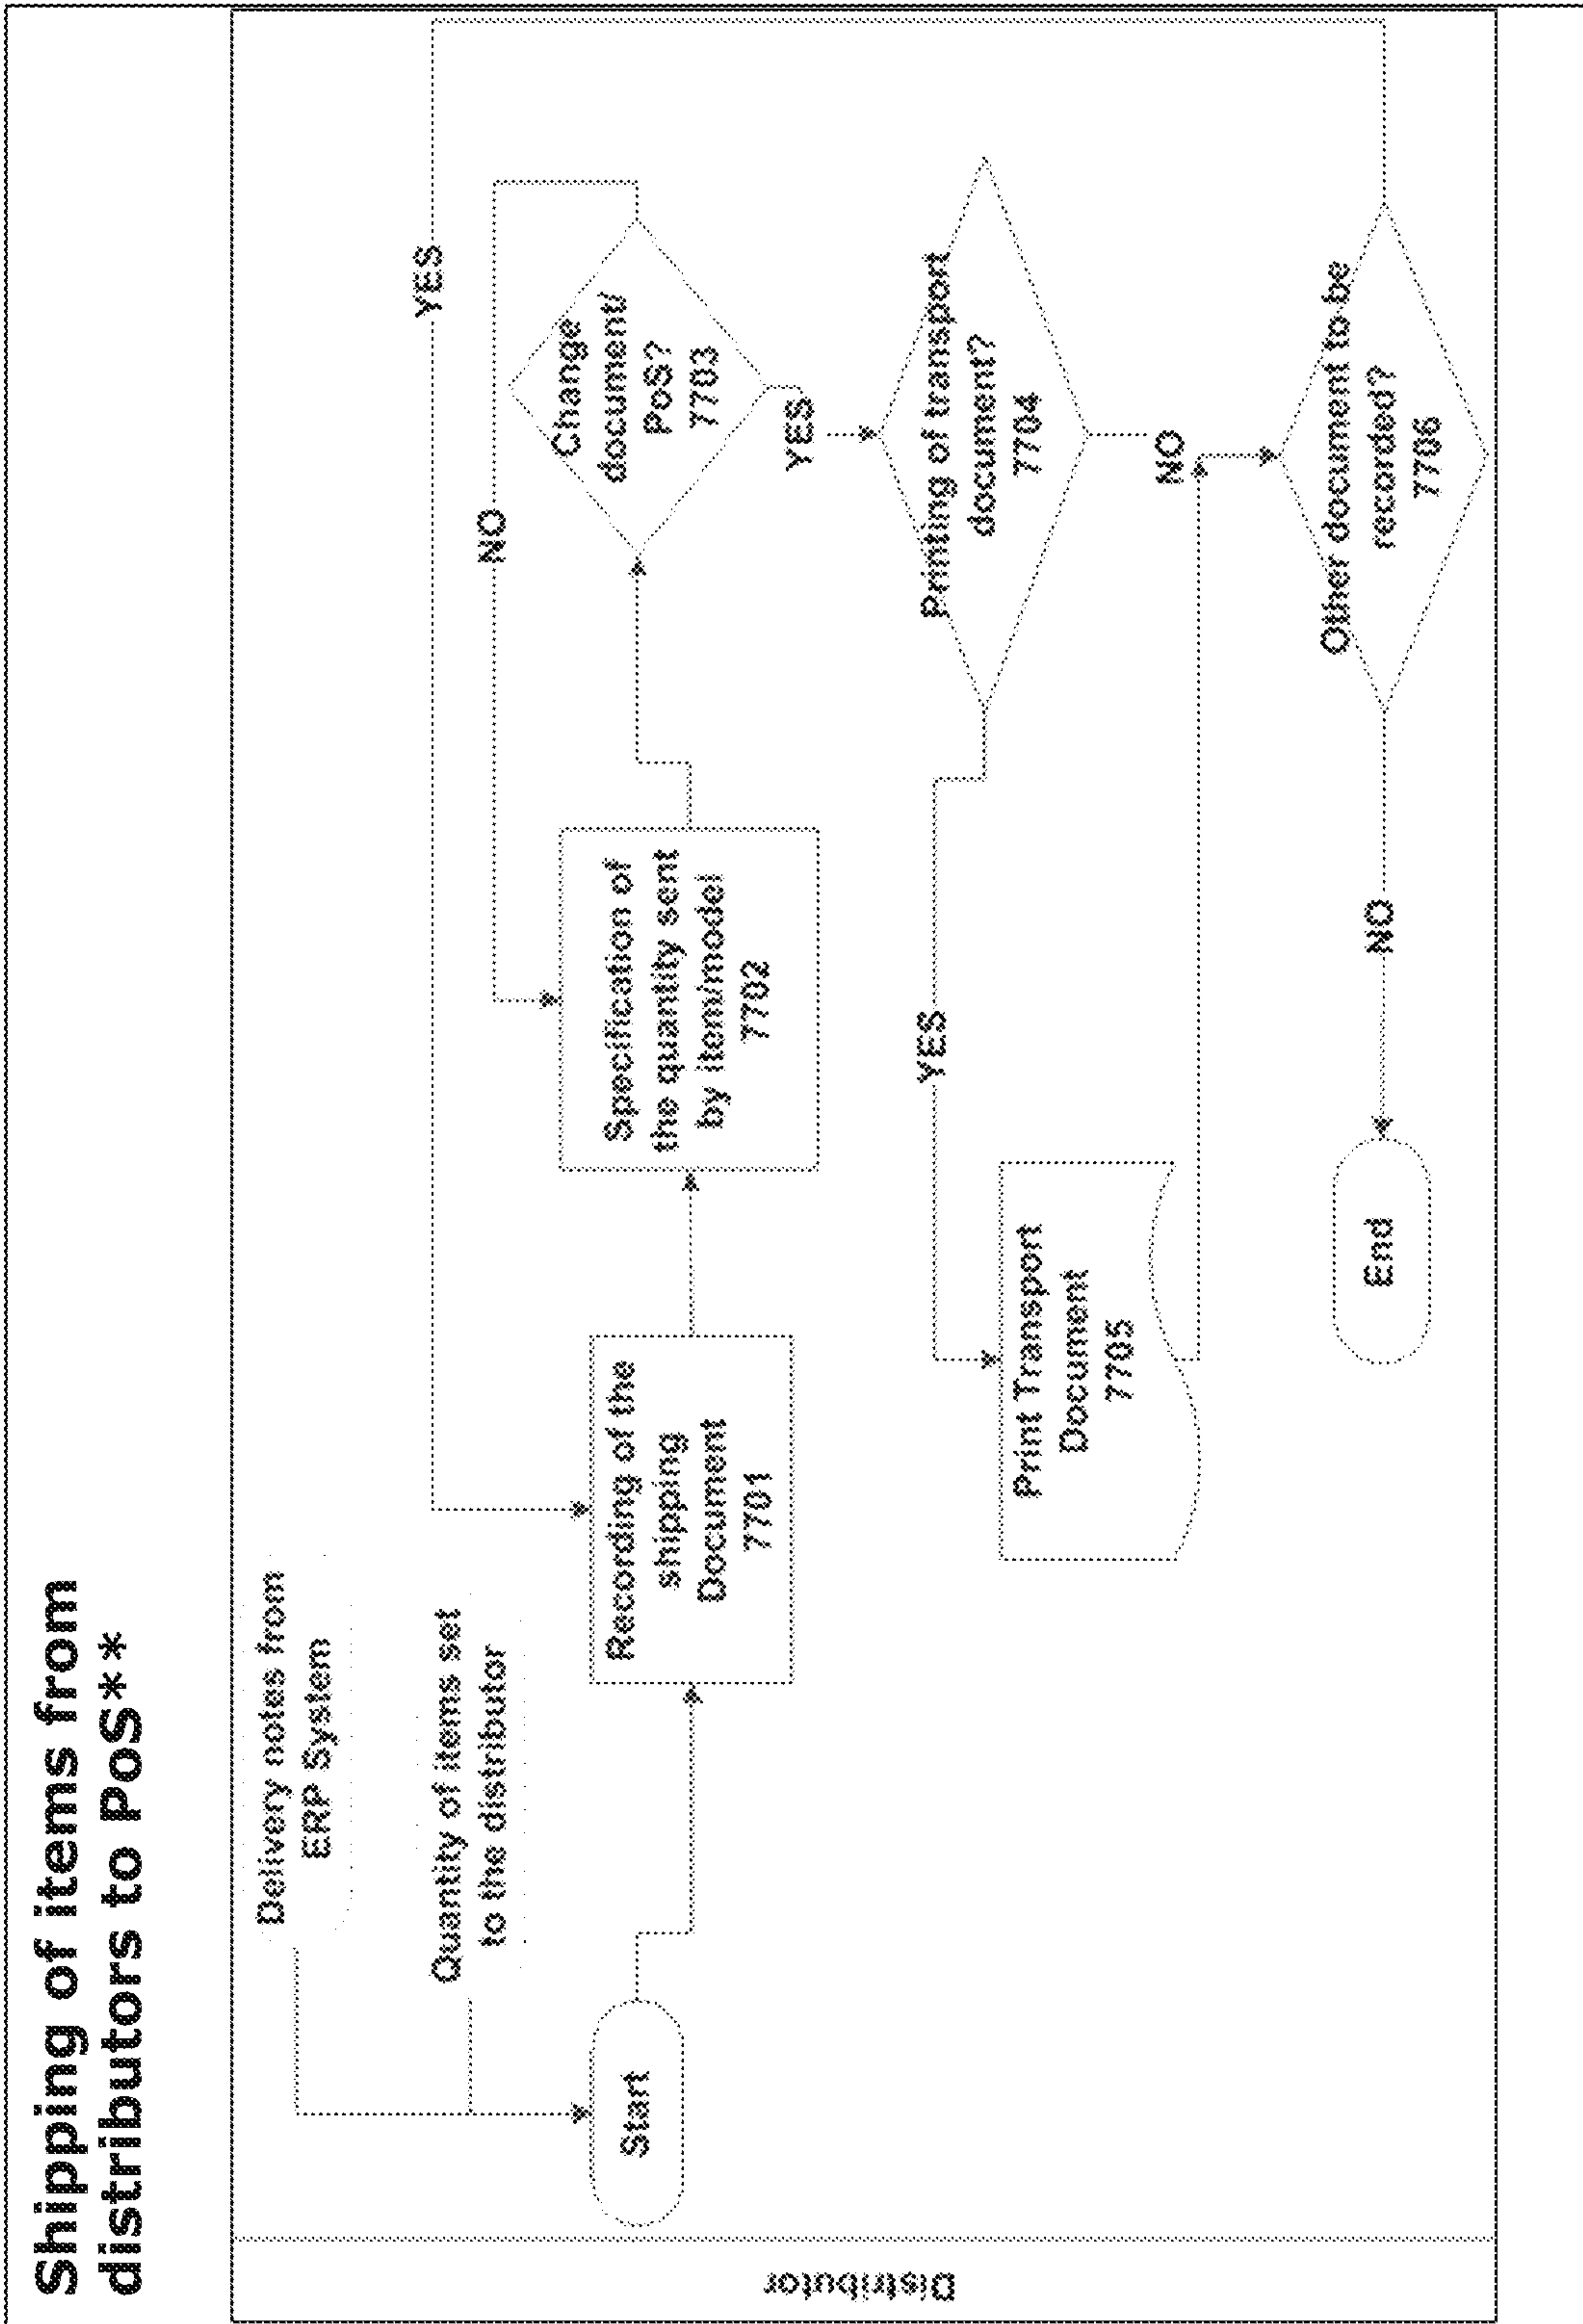 Shipping of items from
distributors to PoS**
Distributor
Delivery notes from
ERP System
Quantity of items set
to the distributor
Start
Recording of the
shipping
Document
7701
Specification of
the quantity sent
by item/model
7702
NO
YES
Change
document/
PoS?
7703
YES
Printing of transport
document?
7704
YES
Print Transport
Document
7705
NO
Other document to be
recorded?
7706
NO
End